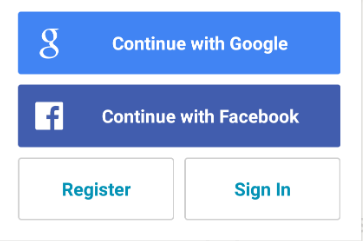 Continue with Google
Continue with Facebook
Register
Sign In